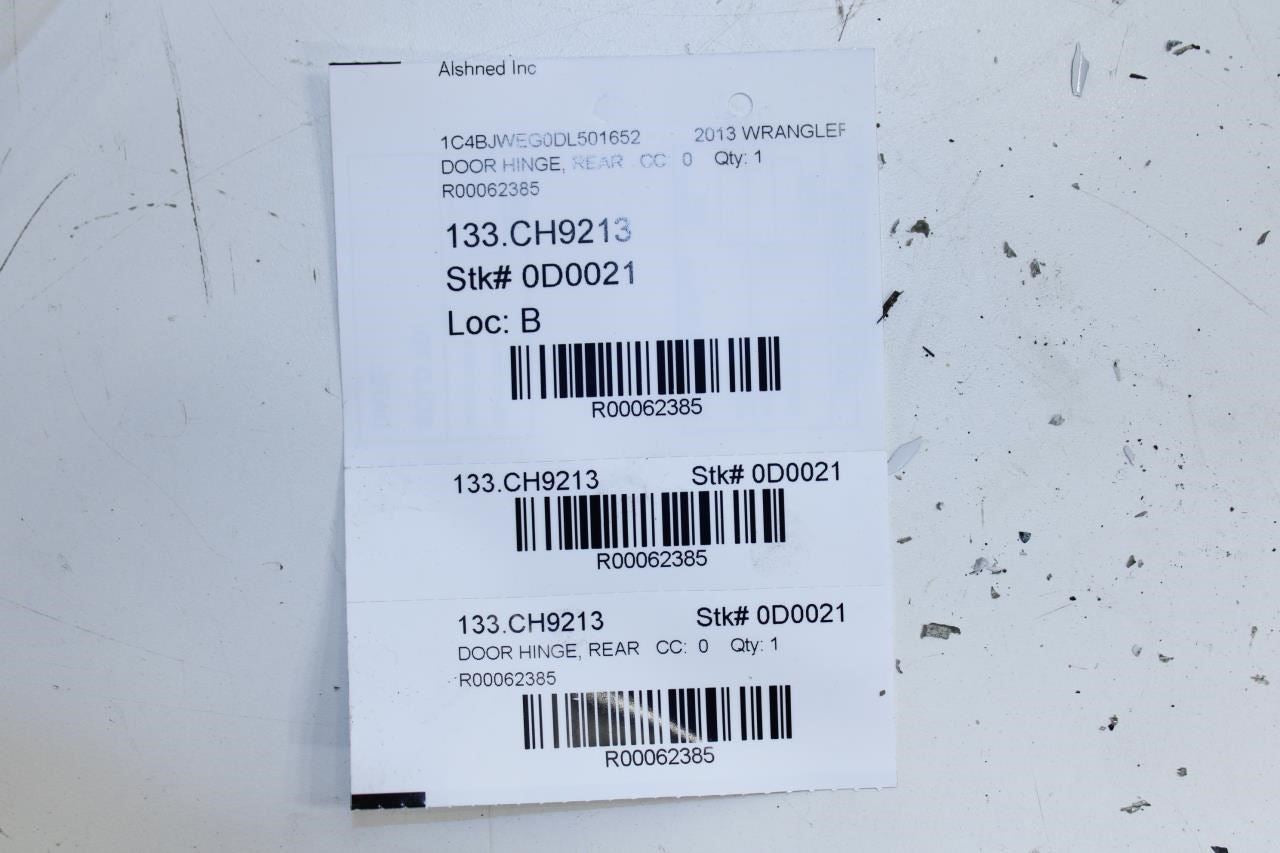 Alshned Inc
1C4BJWEG0DL501652 2013 WRANGLER
DOOR HINGE, REAR CC: 0 Qty: 1
R00062385
133.CH9213
Stk# 0D0021
Loc: B
R00062385
133.CH9213 Stk# 0D0021
R00062385
133.CH9213 Stk# 0D0021
DOOR HINGE, REAR CC: 0 Qty: 1
R00062385
R00062385